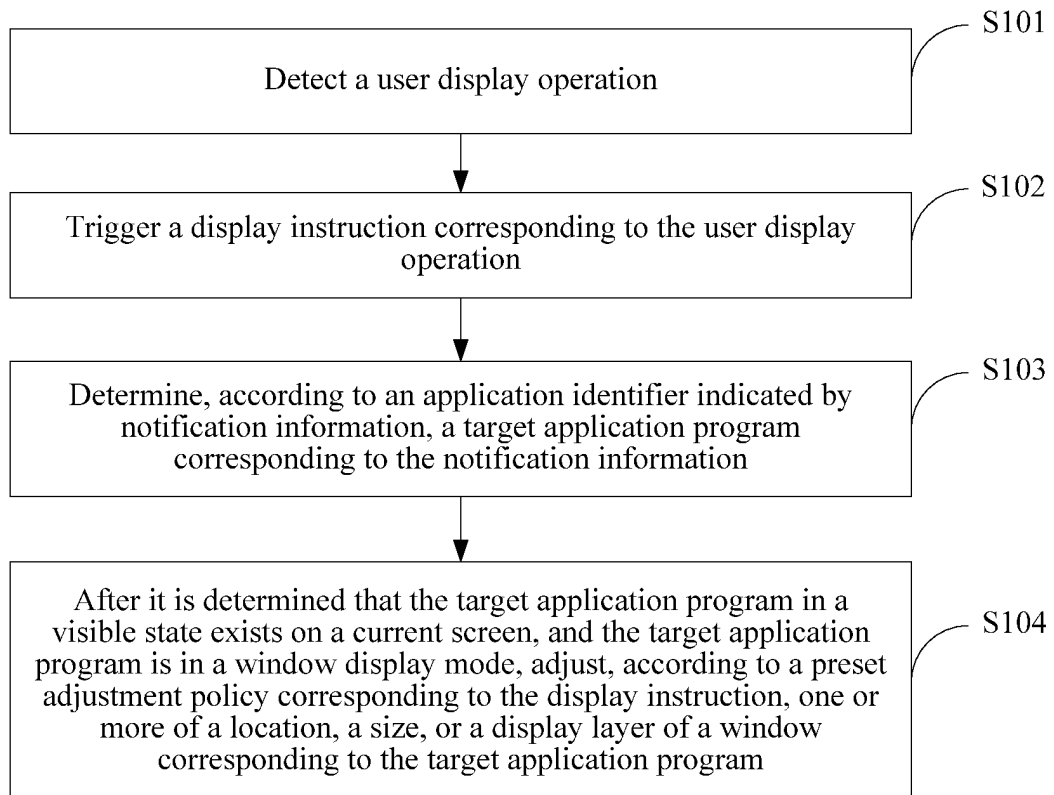 S101
Detect a user display operation
S102
Trigger a display instruction corresponding to the user display
operation
S103
Determine, according to an application identifier indicated by
notification information, a target application program
corresponding to the notification information
S104
After it is determined that the target application program in a
visible state exists on a current screen, and the target application
program is in a window display mode, adjust, according to a preset
adjustment policy corresponding to the display instruction, one or
more of a location, a size, or a display layer of a window
corresponding to the target application program